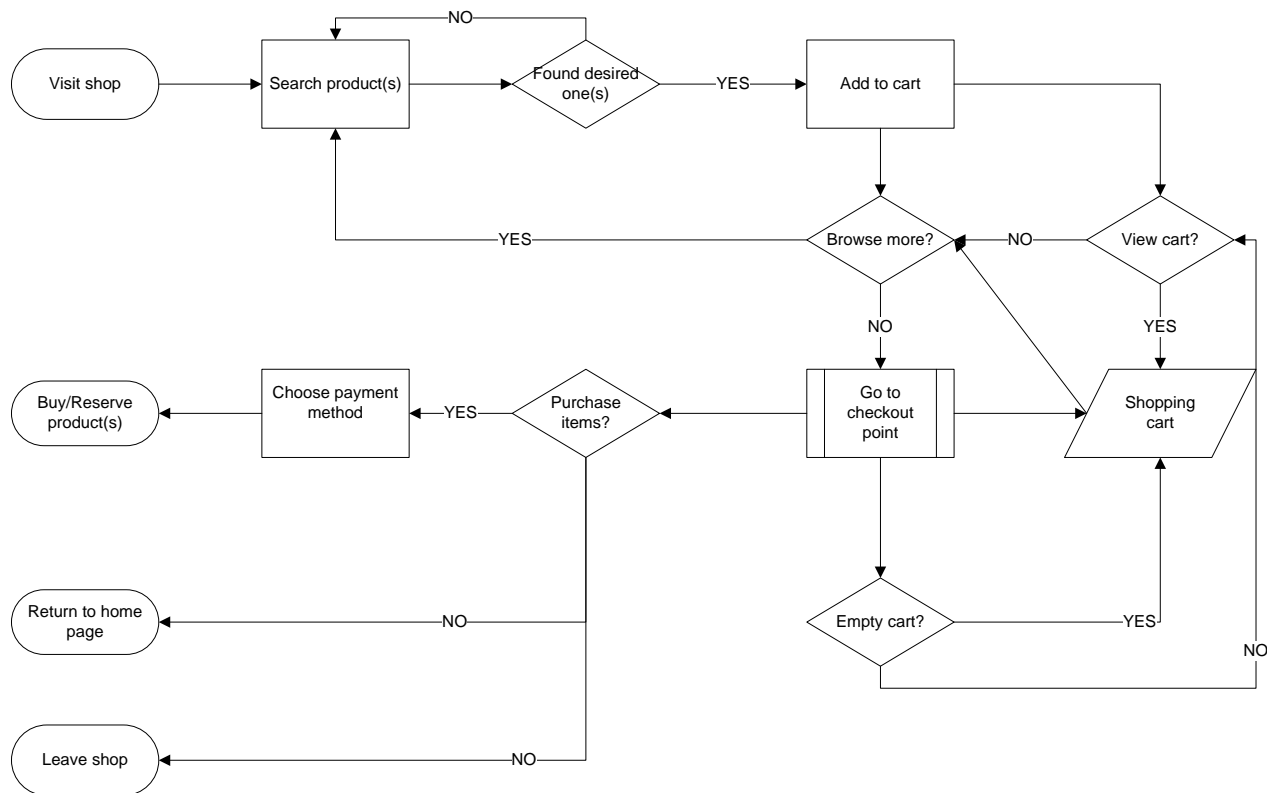 NO
Visit shop
Search product(s)
Found desired
one(s)
YES
Add to cart
YES
Browse more?
NO
View cart?
NO
YES
Buy/Reserve
product(s)
Choose payment
method
YES
Purchase
items?
Go to
checkout
point
Shopping
cart
Return to home
page
NO
Empty cart?
YES
NO
Leave shop
NO